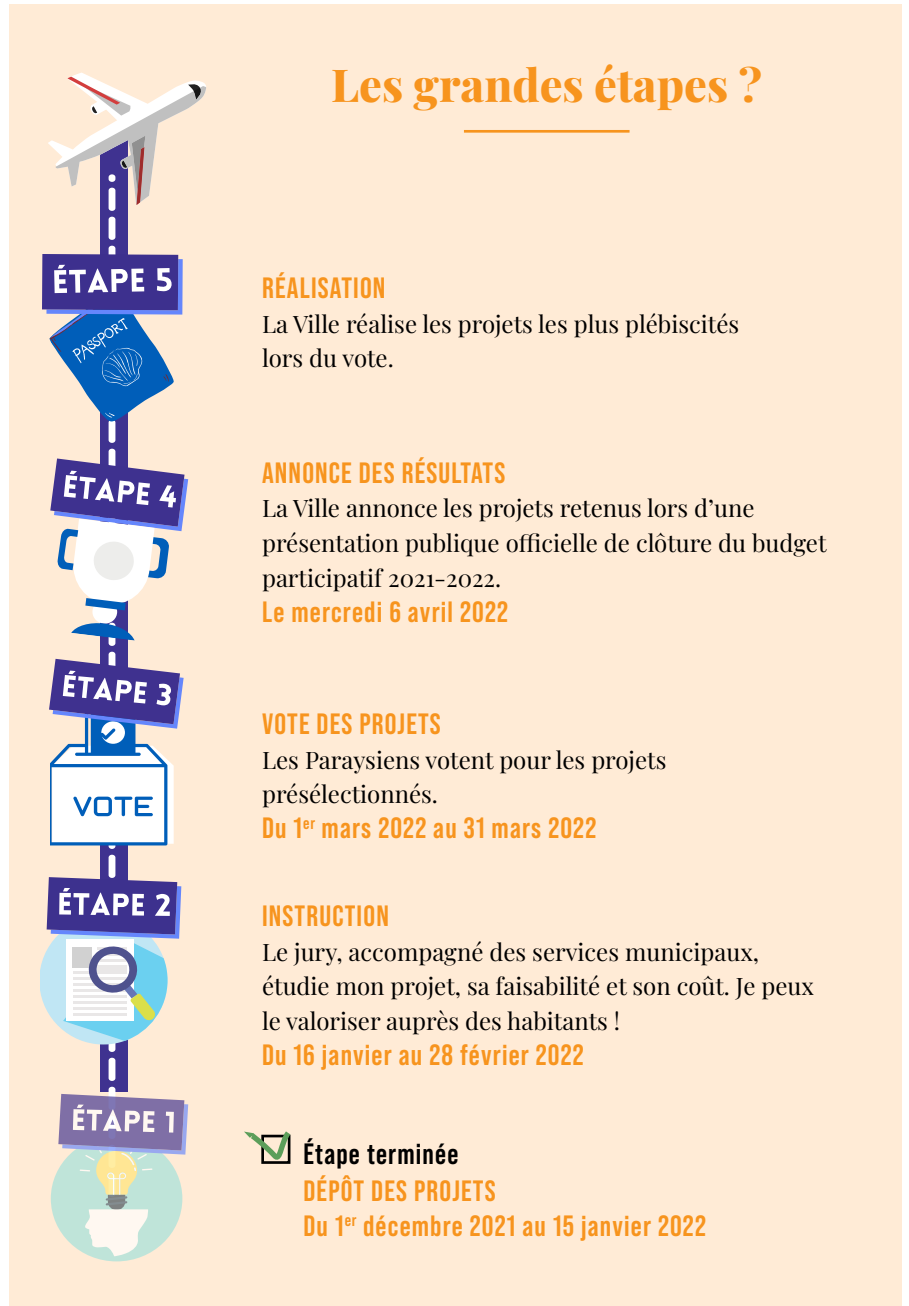 Les grandes étapes ?
ÉTAPE 5
PASSPORT
RÉALISATION
La Ville réalise les projets les plus plébiscités
lors du vote.
ÉTAPE 4
ANNONCE DES RÉSULTATS
La Ville annonce les projets retenus lors d’une
présentation publique officielle de clôture du budget
participatif 2021-2022.
Le mercredi 6 avril 2022
ÉTAPE 3
VOTE
VOTE DES PROJETS
Les Paraysiens votent pour les projets
présélectionnés.
Du 1er mars 2022 au 31 mars 2022
ÉTAPE 2
INSTRUCTION
Le jury, accompagné des services municipaux,
étudie mon projet, sa faisabilité et son coût. Je peux
le valoriser auprès des habitants !
Du 16 janvier au 28 février 2022
ÉTAPE 1
Étape terminée
DÉPÔT DES PROJETS
Du 1er décembre 2021 au 15 janvier 2022